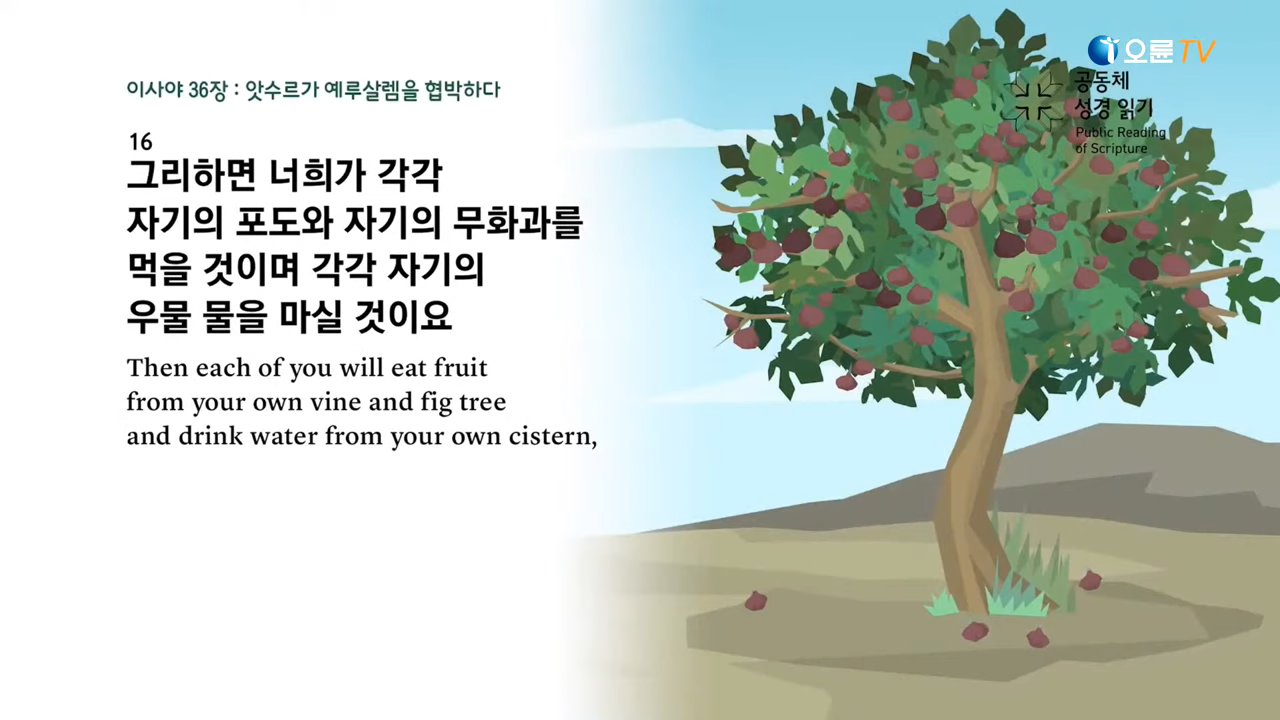 오륜TV
공동체
성경 읽기
Public Reading
of Scripture
이사야 36장 : 앗수르가 예루살렘을 협박하다
16
그리하면 너희가 각각
자기의 포도와 자기의 무화과를
먹을 것이며 각각 자기의
우물 물을 마실 것이요
Then each of you will eat fruit
from your own vine and fig tree
and drink water from your own cistern,